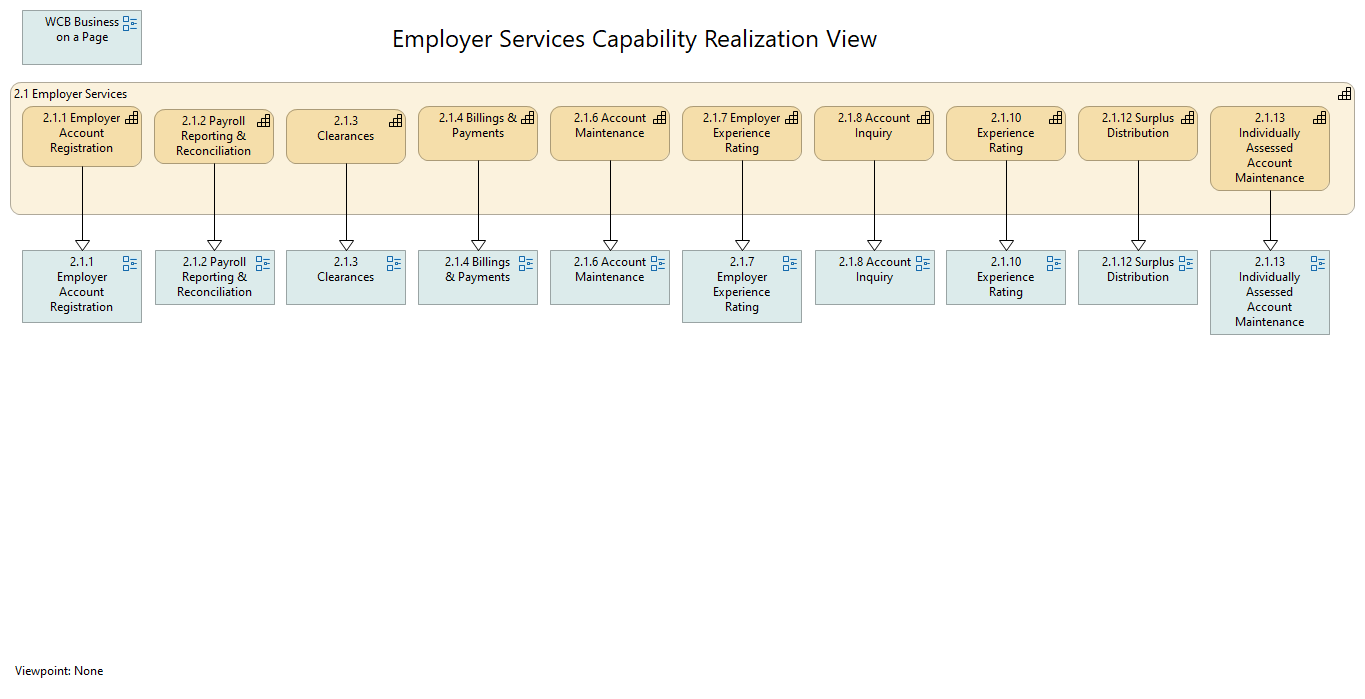 WCB Business
on a Page
Employer Services Capability Realization View
2.1 Employer Services
2.1.1 Employer
Account
Registration
2.1.2 Payroll
Reporting &
Reconciliation
2.1.3
Clearances
2.1.4 Billings &
Payments
2.1.6 Account
Maintenance
2.1.7 Employer
Experience
Rating
2.1.8 Account
Inquiry
2.1.10
Experience
Rating
2.1.12 Surplus
Distribution
2.1.13
Individually
Assessed
Account
Maintenance
2.1.1
Employer
Account
Registration
2.1.2 Payroll
Reporting &
Reconciliation
2.1.3
Clearances
2.1.4 Billings
& Payments
2.1.6 Account
Maintenance
2.1.7
Employer
Experience
Rating
2.1.8 Account
Inquiry
2.1.10
Experience
Rating
2.1.12 Surplus
Distribution
2.1.13
Individually
Assessed
Account
Maintenance
Viewpoint: None